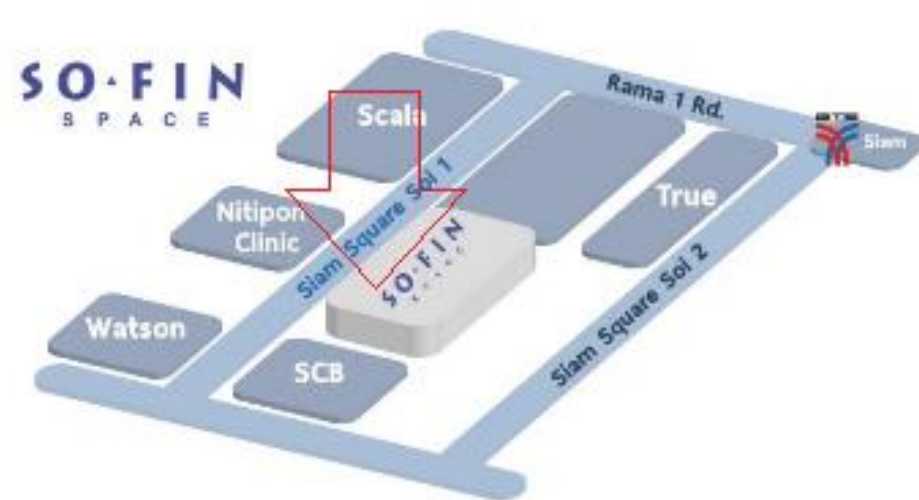 SO·FIN
SPACE
Scala
Rama 1 Rd.
Siam
True
Nitipon
Clinic
Siam Square Soi 1
SO·FIN
SPACE
Siam Square Soi 2
Watson
SCB